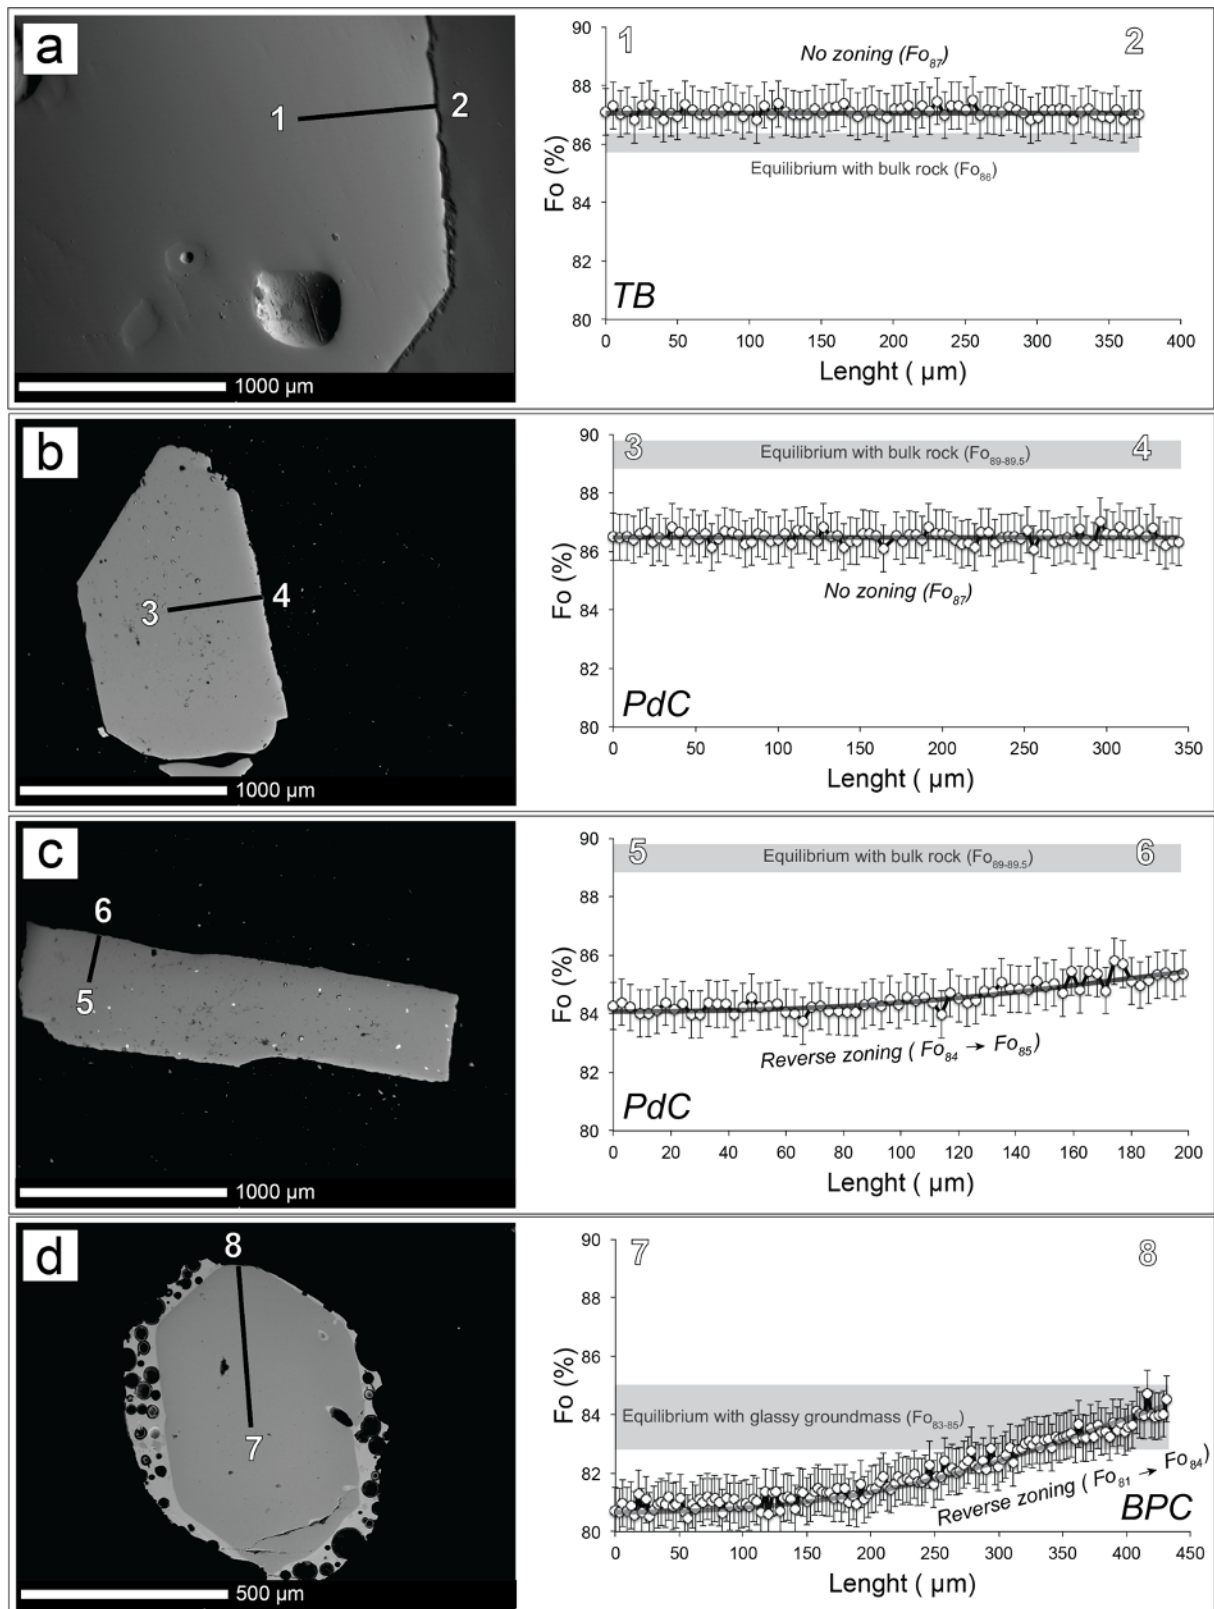 a
1
2
1000 µm
90
88
86
84
82
80
Fo (%)
1
2
No zoning (Fo87)
Equilibrium with bulk rock (Fo86)
TB
0 50 100 150 200 250 300 350 400
Lenght ( µm)
b
3
4
1000 µm
90
88
86
84
82
80
Fo (%)
3
4
Equilibrium with bulk rock (Fo89-89.5)
No zoning (Fo87)
PdC
0 50 100 150 200 250 300 350
Lenght ( µm)
c
6
5
1000 µm
90
88
86
84
82
80
Fo (%)
5
6
Equilibrium with bulk rock (Fo89-89.5)
Reverse zoning ( Fo84 → Fo85)
PdC
0 20 40 60 80 100 120 140 160 180 200
Lenght ( µm)
d
8
7
500 µm
90
88
86
84
82
80
Fo (%)
7
8
Equilibrium with glassy groundmass (Fo83-85)
Reverse zoning ( Fo81 → Fo84)
BPC
0 50 100 150 200 250 300 350 400 450
Lenght ( µm)